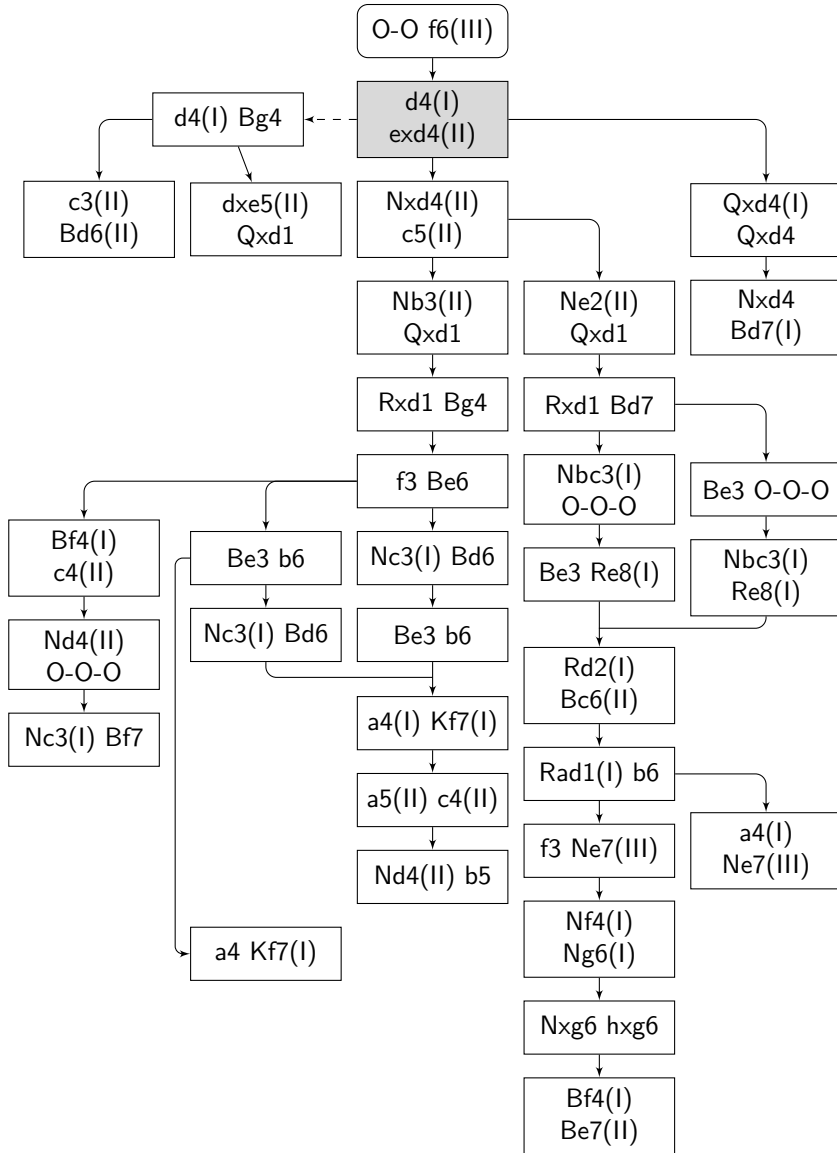 O-O f6(III)
d4(I)
exd4(II)
d4(I) Bg4
c3(II)
Bd6(II)
dxe5(II)
Qxd1
Nxd4(II)
c5(II)
Qxd4(I)
Qxd4
Nb3(II)
Qxd1
Ne2(II)
Qxd1
Nxd4
Bd7(I)
Rxd1 Bg4
Rxd1 Bd7
f3 Be6
Nbc3(I)
O-O-O
Be3 O-O-O
Bf4(I)
c4(II)
Be3 b6
Nc3(I) Bd6
Be3 Re8(I)
Nbc3(I)
Re8(I)
Nd4(II)
O-O-O
Nc3(I) Bd6
Be3 b6
Rd2(I)
Bc6(II)
Nc3(I) Bf7
a4(I) Kf7(I)
Rad1(I) b6
a5(II) c4(II)
f3 Ne7(III)
a4(I)
Ne7(III)
Nd4(II) b5
Nf4(I)
Ng6(I)
a4 Kf7(I)
Nxg6 hxg6
Bf4(I)
Be7(II)